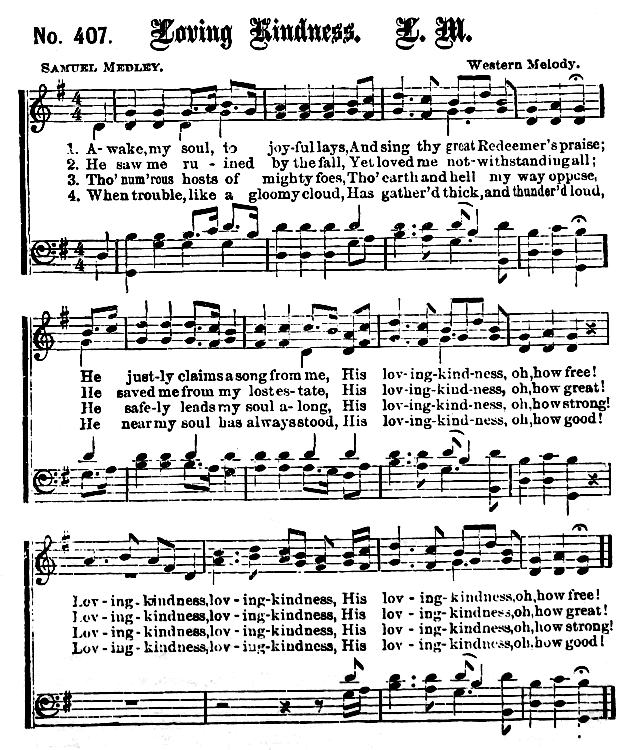 No. 407. Loving Kindness. L. M.
SAMUEL MEDLEY. Western Melody.
1. A-wake, my soul, to joy-ful lays, And sing thy great Redeemer's praise;
2. He saw me ru-ined by the fall, Yet loved me not-withstanding all;
3. Tho' num'rous hosts of mighty foes, Tho' earth and hell my way oppose,
4. When trouble, like a gloomy cloud, Has gather'd thick, and thunder'd loud,
He just-ly claims a song from me, His lov-ing-kind-ness, oh, how free!
He saved me from my lost es-tate, His lov-ing-kind-ness, oh, how great!
He safe-ly leads my soul a-long, His lov-ing-kind-ness, oh, how strong!
He near my soul has always stood, His lov-ing-kind-ness, oh, how good!
Lov-ing-kindness, lov-ing-kindness, His lov-ing-kindness, oh, how free!
Lov-ing-kindness, lov-ing-kindness, His lov-ing-kindness, oh, how great!
Lov-ing-kindness, lov-ing-kindness, His lov-ing-kindness, oh, how strong!
Lov-ing-kindness, lov-ing-kindness, His lov-ing-kindness, oh, how good!